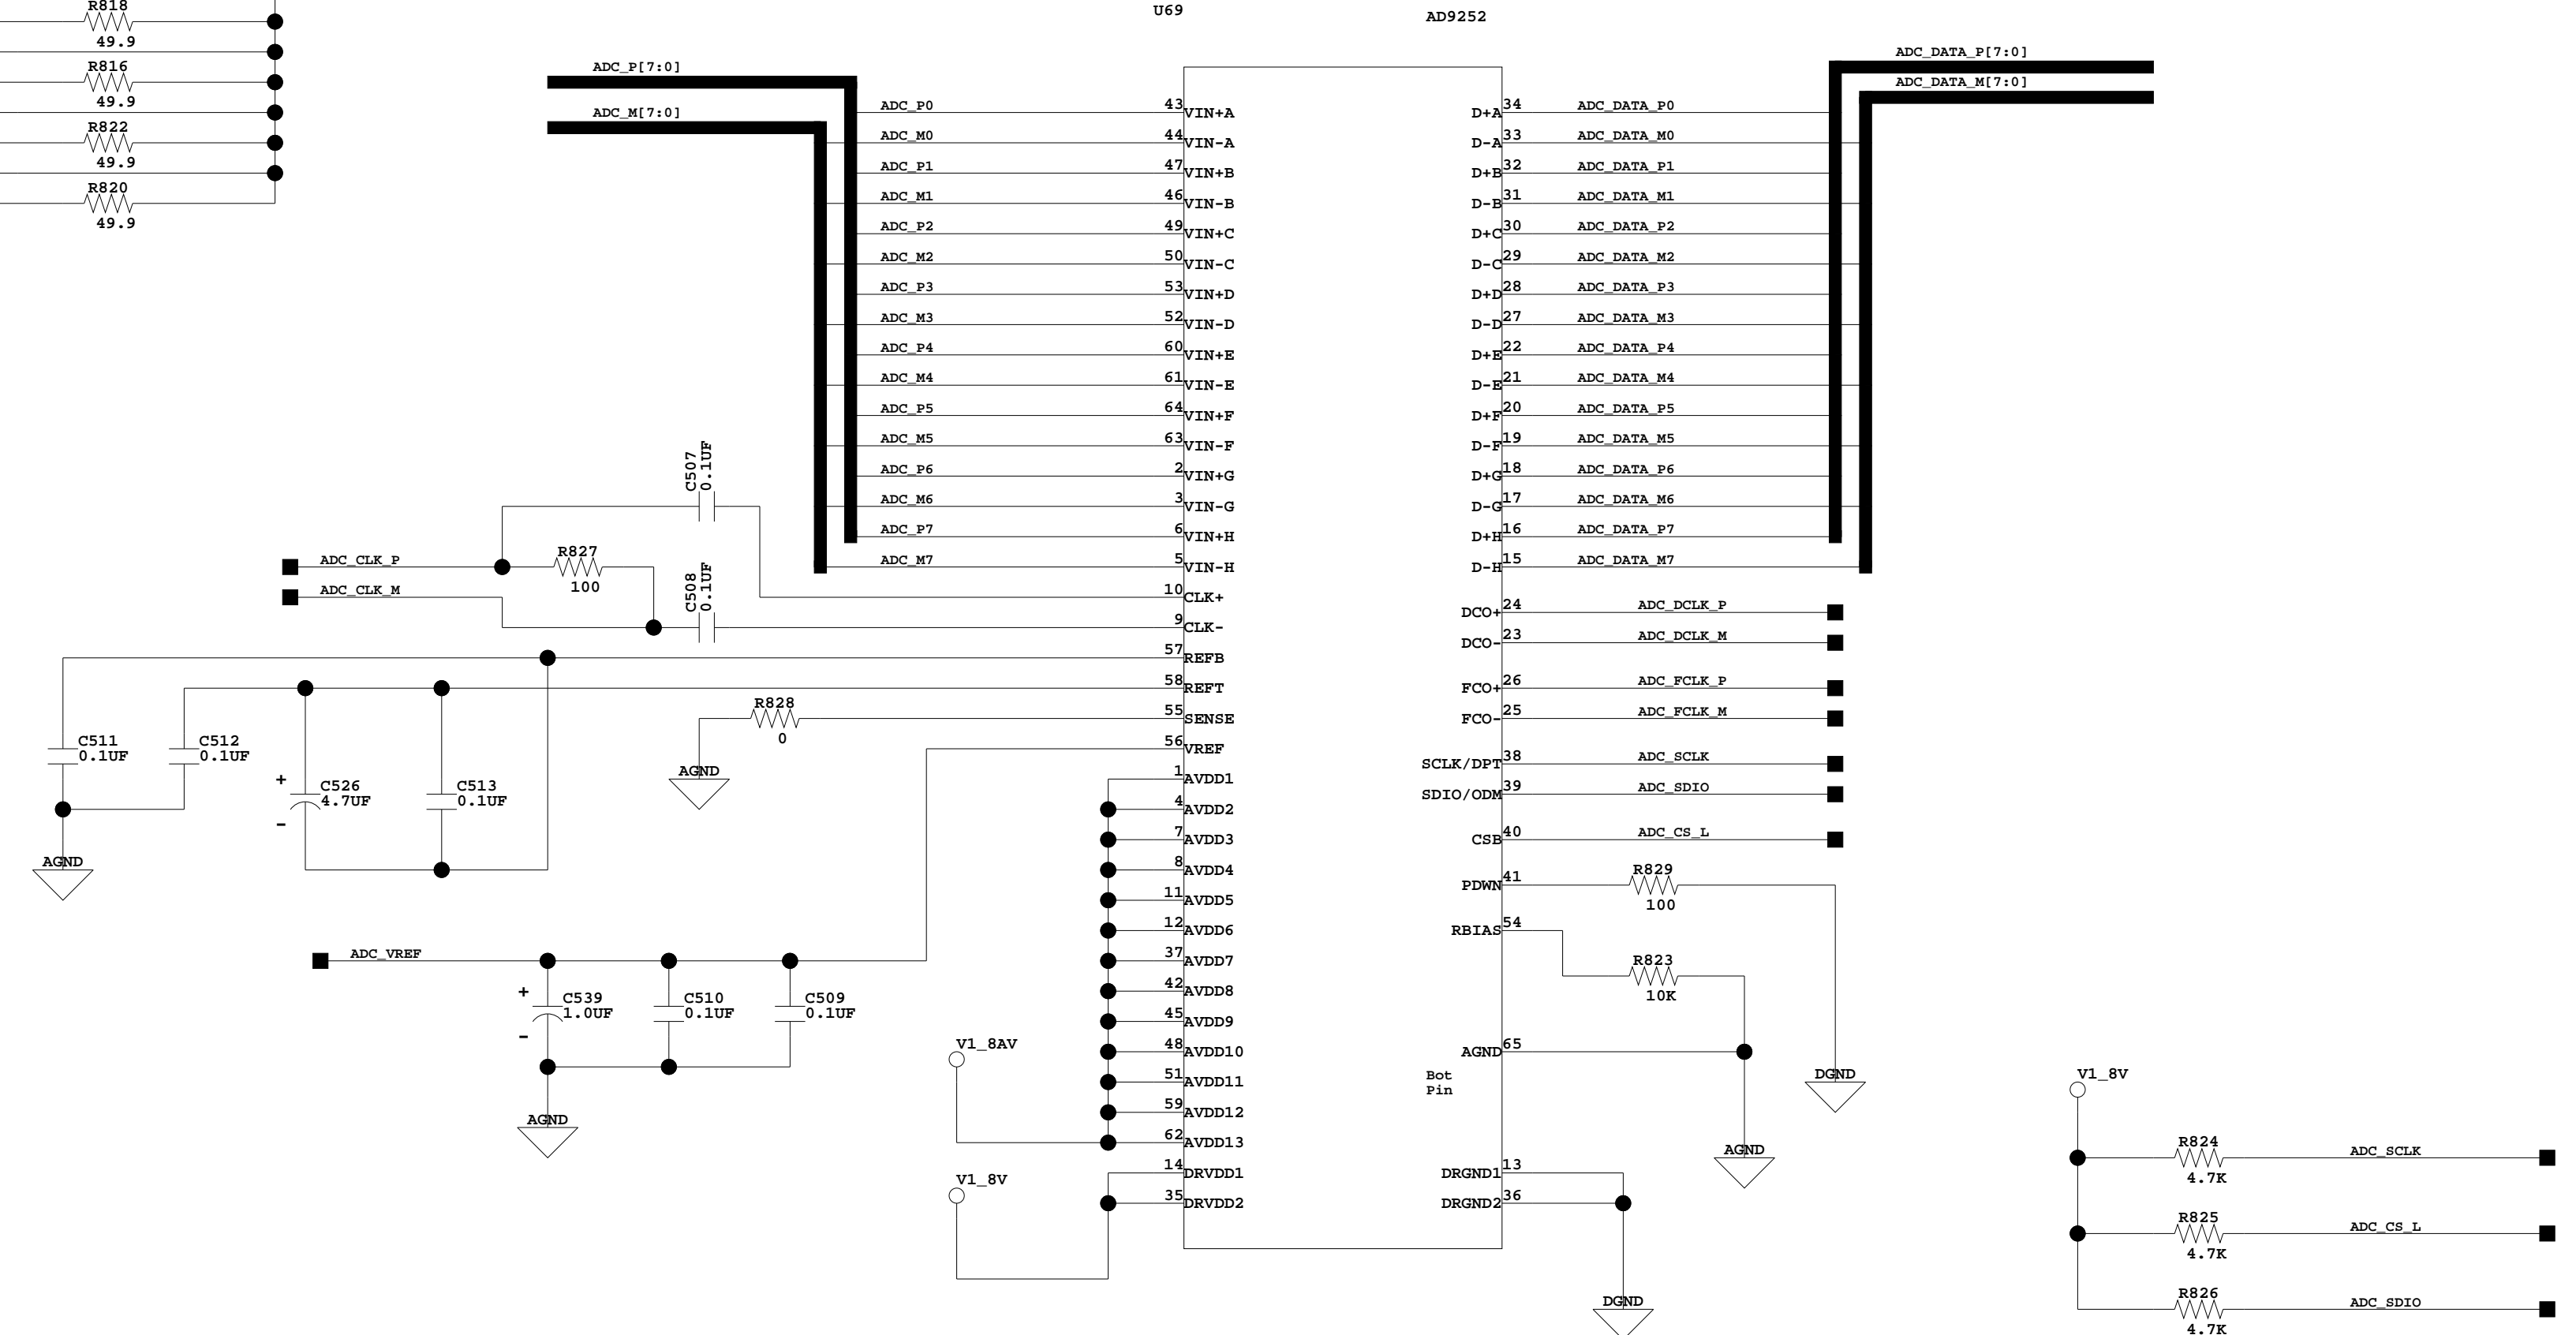 R818
49.9
R816
49.9
R822
49.9
R820
49.9
U69
AD9252
ADC_P[7:0]
ADC_M[7:0]
ADC_DATA_P[7:0]
ADC_DATA_M[7:0]
ADC_P0 43 VIN+A D+A 34 ADC_DATA_P0
ADC_M0 44 VIN-A D-A 33 ADC_DATA_M0
ADC_P1 47 VIN+B D+B 32 ADC_DATA_P1
ADC_M1 46 VIN-B D-B 31 ADC_DATA_M1
ADC_P2 49 VIN+C D+C 30 ADC_DATA_P2
ADC_M2 50 VIN-C D-C 29 ADC_DATA_M2
ADC_P3 53 VIN+D D+D 28 ADC_DATA_P3
ADC_M3 52 VIN-D D-D 27 ADC_DATA_M3
ADC_P4 60 VIN+E D+E 22 ADC_DATA_P4
ADC_M4 61 VIN-E D-E 21 ADC_DATA_M4
ADC_P5 64 VIN+F D+F 20 ADC_DATA_P5
ADC_M5 63 VIN-F D-F 19 ADC_DATA_M5
ADC_P6 2 VIN+G D+G 18 ADC_DATA_P6
ADC_M6 3 VIN-G D-G 17 ADC_DATA_M6
ADC_P7 6 VIN+H D+H 16 ADC_DATA_P7
ADC_M7 5 VIN-H D-H 15 ADC_DATA_M7
C507
0.1UF
ADC_CLK_P
R827
100
ADC_CLK_M
C508
0.1UF
10 CLK+
9 CLK-
57 REFB
58 REFT
R828
0
55 SENSE
AGND
56 VREF
C511
0.1UF
C512
0.1UF
+
C526
4.7UF
-
C513
0.1UF
AGND
ADC_VREF
+
C539
1.0UF
-
C510
0.1UF
C509
0.1UF
AGND
1 AVDD1
4 AVDD2
7 AVDD3
8 AVDD4
11 AVDD5
12 AVDD6
37 AVDD7
42 AVDD8
45 AVDD9
48 AVDD10
51 AVDD11
59 AVDD12
62 AVDD13
14 DRVDD1
35 DRVDD2
V1_8AV
V1_8V
DCO+ 24 ADC_DCLK_P
DCO- 23 ADC_DCLK_M
FCO+ 26 ADC_FCLK_P
FCO- 25 ADC_FCLK_M
SCLK/DPT 38 ADC_SCLK
SDIO/ODM 39 ADC_SDIO
CSB 40 ADC_CS_L
PDWN 41
R829
100
RBIAS 54
R823
10K
AGND 65
Bot
Pin
DGND
AGND
DRGND1 13
DRGND2 36
DGND
V1_8V
R824
4.7K
ADC_SCLK
R825
4.7K
ADC_CS_L
R826
4.7K
ADC_SDIO